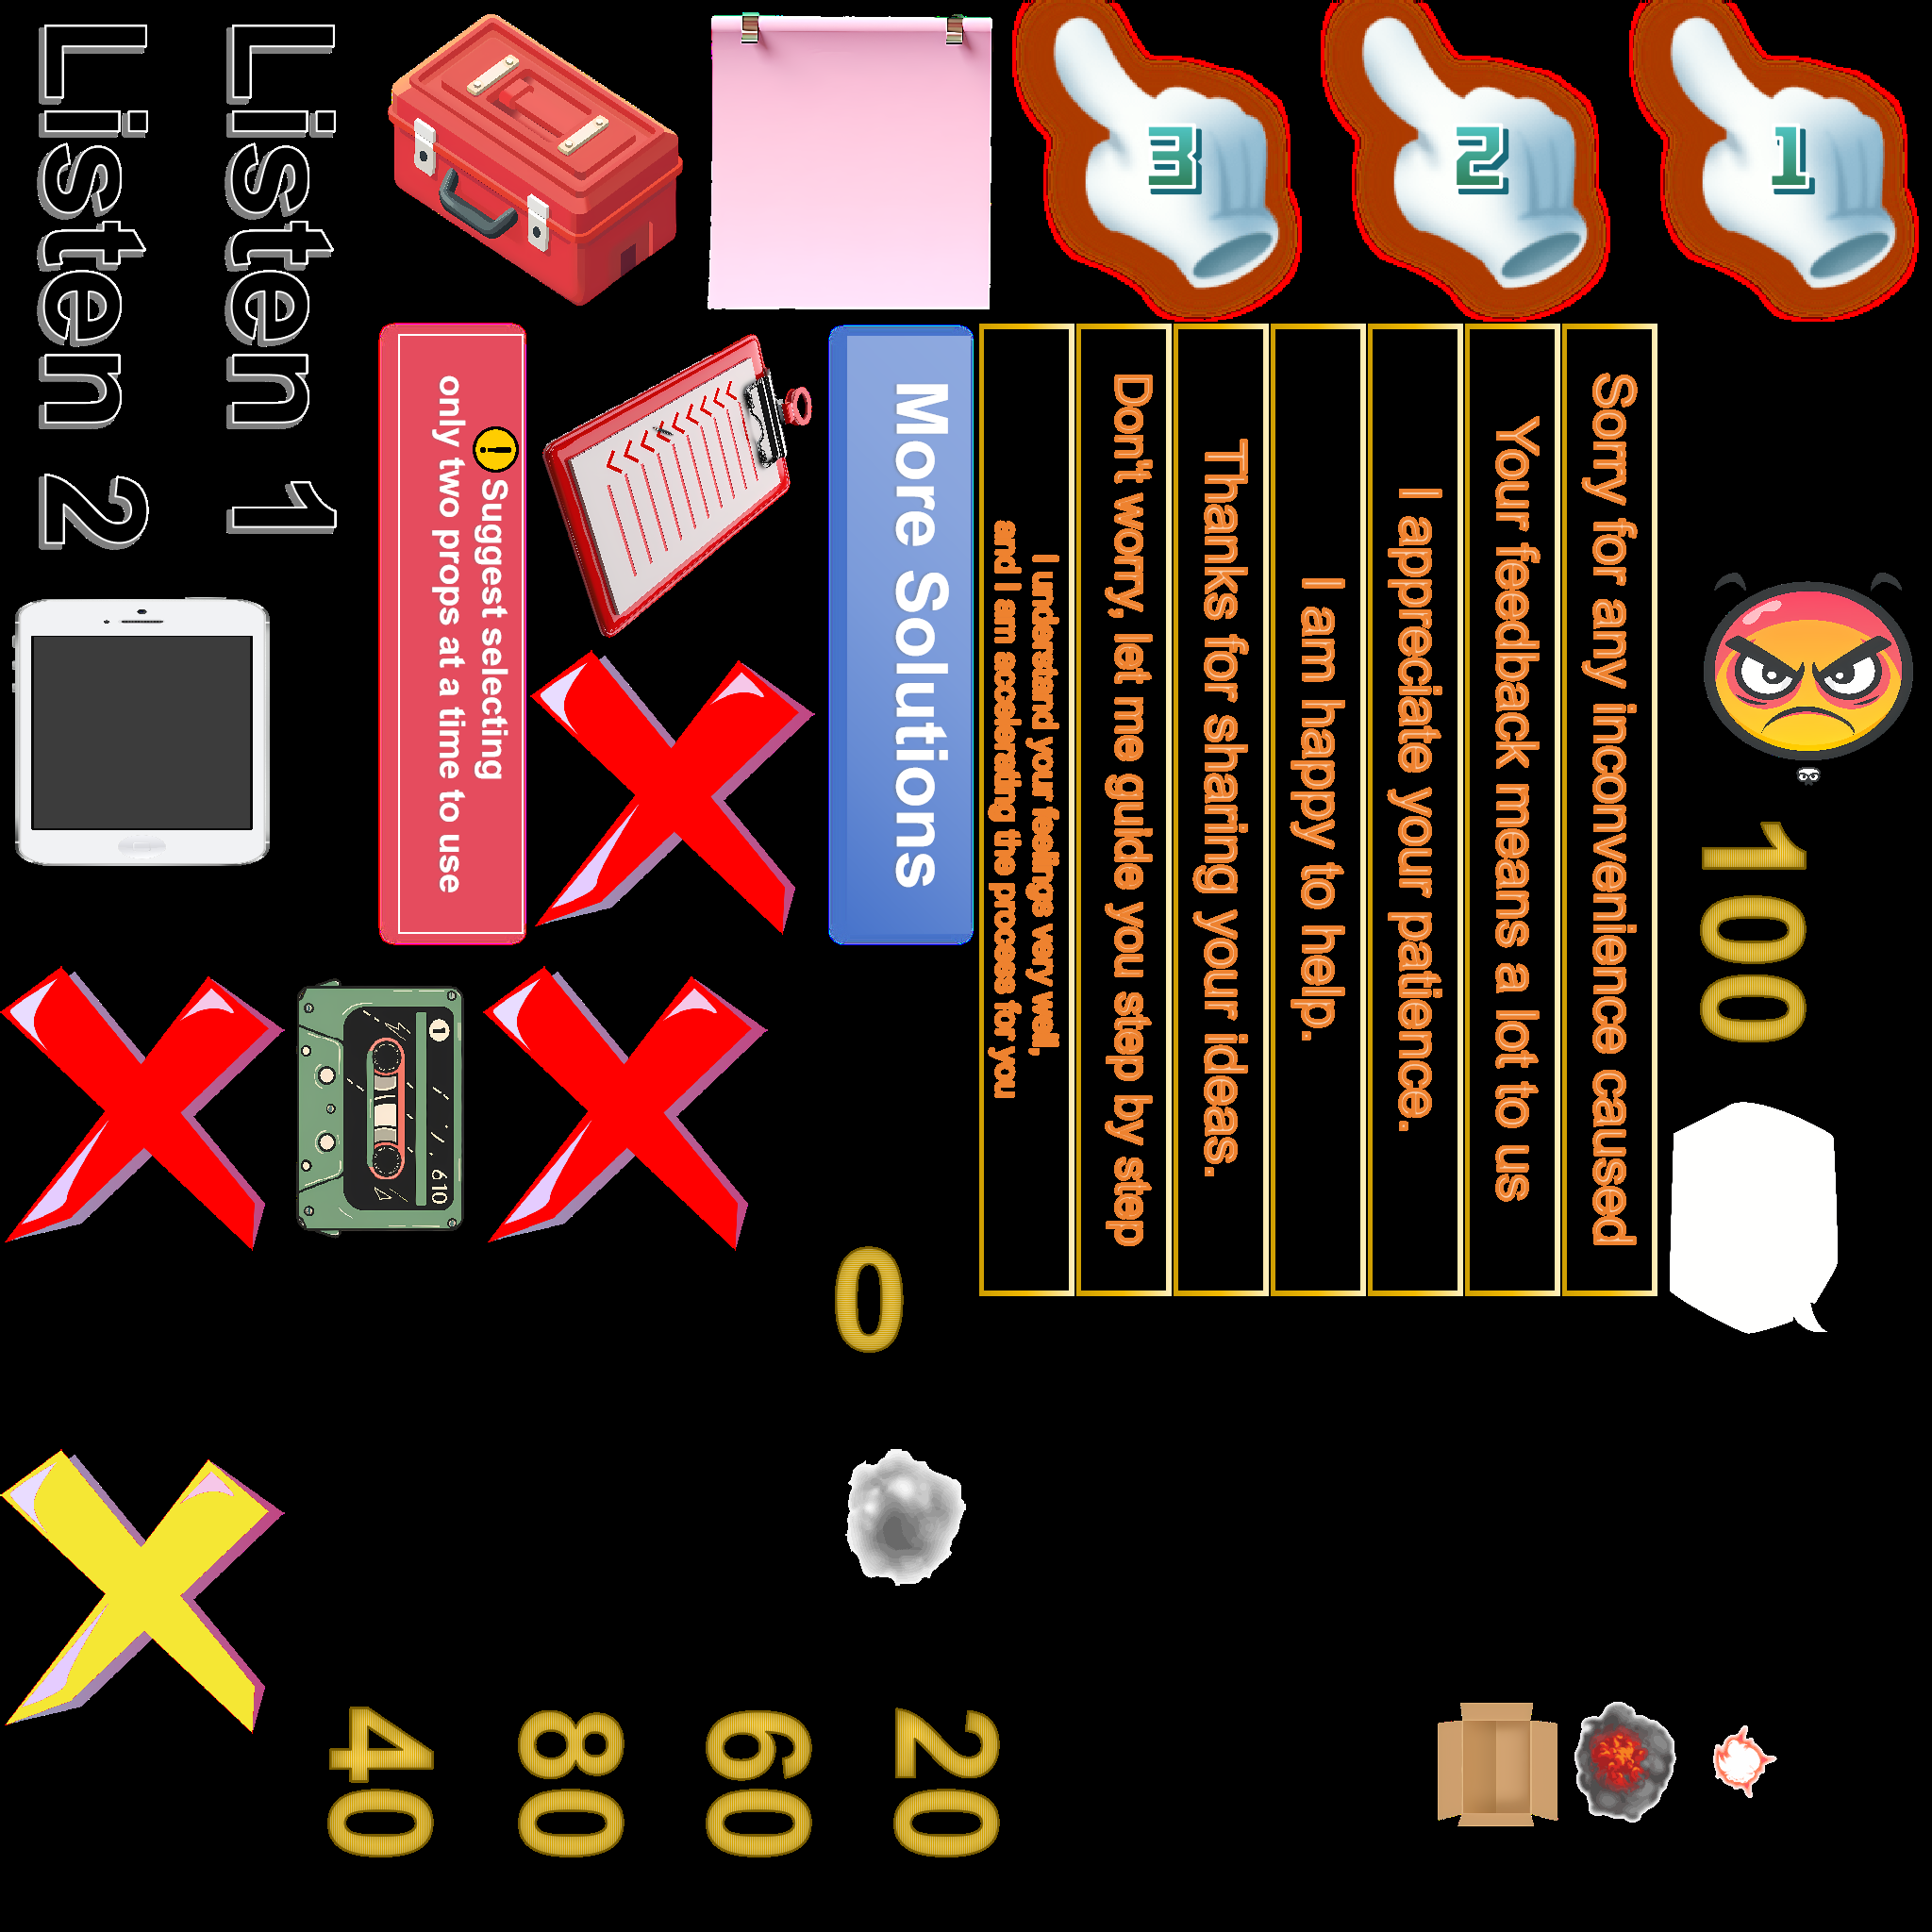 3
2
1
Listen 1
Listen 2
Suggest selecting
only two props at a time to use
More Solutions
I understand your feelings very well,
and I am accelerating the process for you
Don't worry, let me guide you step by step
Thanks for sharing your ideas.
I am happy to help.
I appreciate your patience.
Your feedback means a lot to us
Sorry for any inconvenience caused
100
1
610
0
40
80
60
20